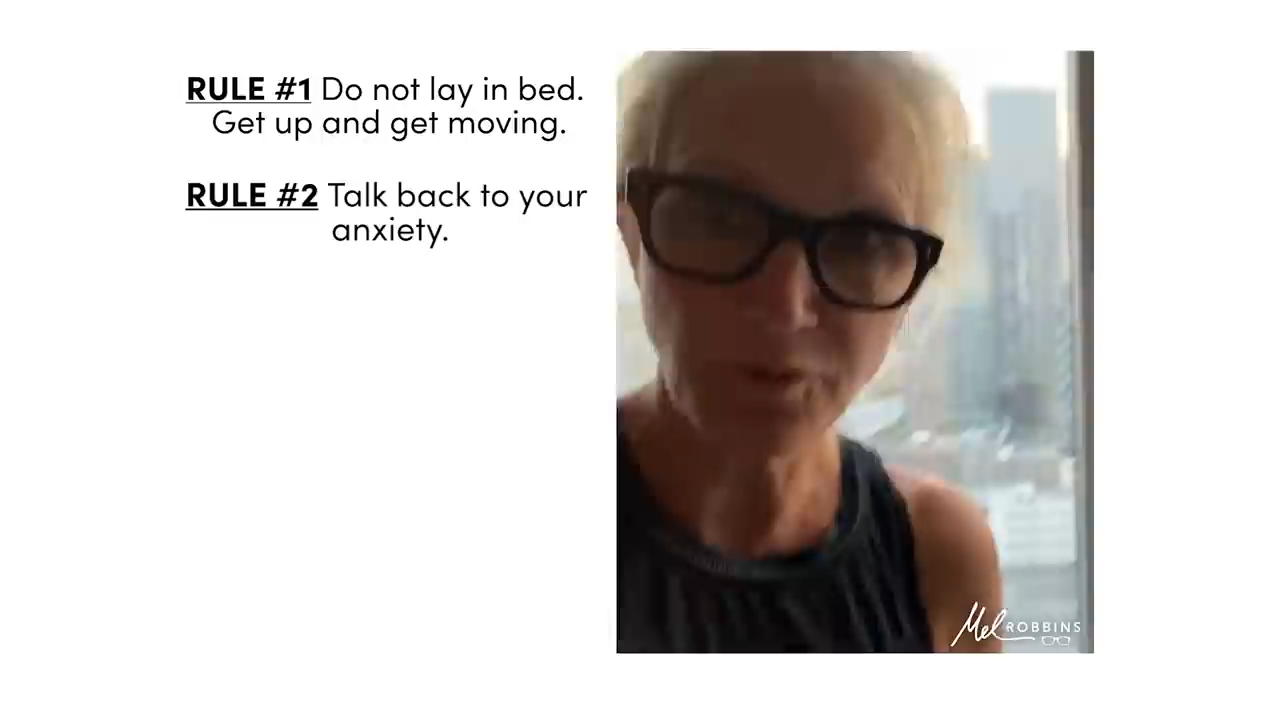 RULE #1 Do not lay in bed.
Get up and get moving.
RULE #2 Talk back to your
anxiety.
Mel ROBBINS